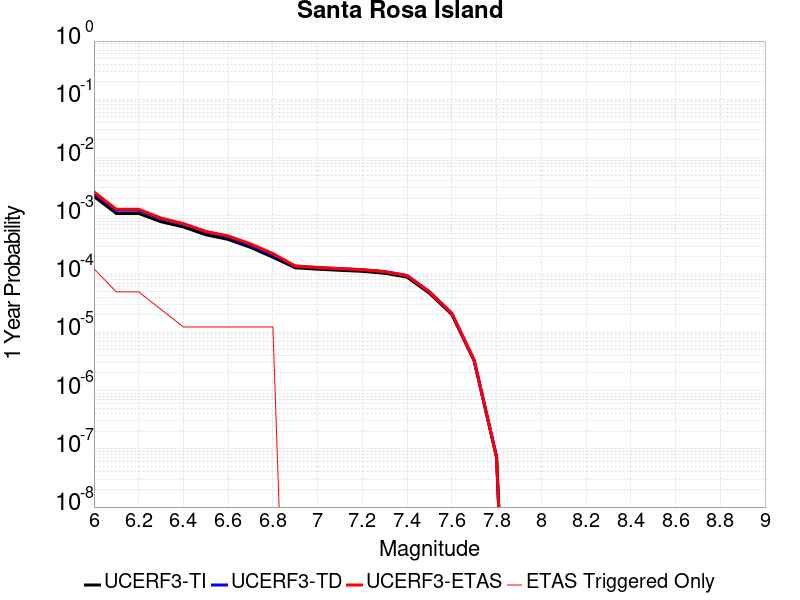 Santa Rosa Island
1 Year Probability
10^0
10^-1
10^-2
10^-3
10^-4
10^-5
10^-6
10^-7
10^-8
6 6.2 6.4 6.6 6.8 7 7.2 7.4 7.6 7.8 8 8.2 8.4 8.6 8.8 9
Magnitude
UCERF3-TI UCERF3-TD UCERF3-ETAS ETAS Triggered Only